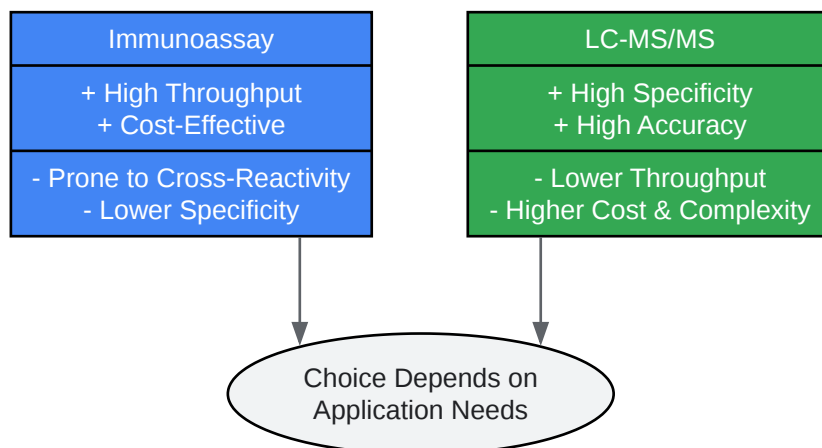 Immunoassay
+ High Throughput
+ Cost-Effective
- Prone to Cross-Reactivity
- Lower Specificity
LC-MS/MS
+ High Specificity
+ High Accuracy
- Lower Throughput
- Higher Cost & Complexity
Choice Depends on
Application Needs